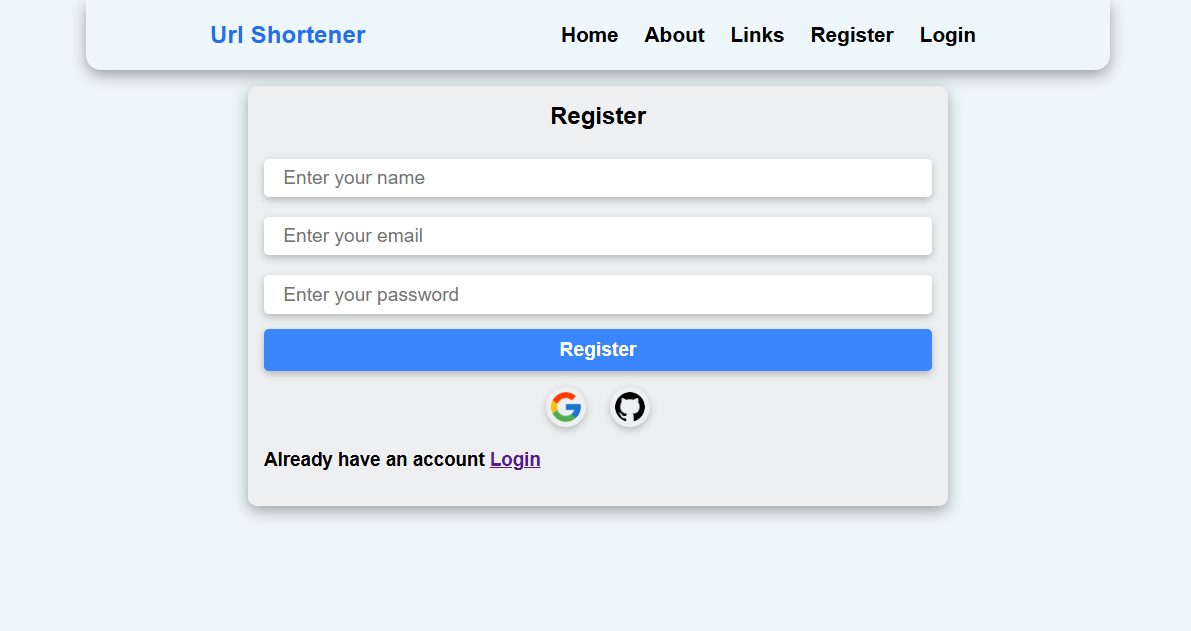 Url Shortener Home About Links Register Login
Register
Enter your name
Enter your email
Enter your password
Register
Already have an account Login